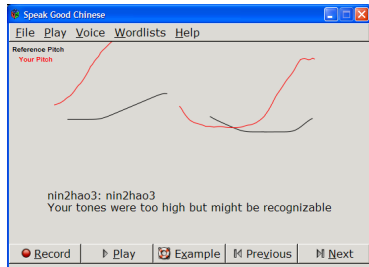 Speak Good Chinese
File Play Voice Wordlists Help
Reference Pitch
Your Pitch
nin2hao3: nin2hao3
Your tones were too high but might be recognizable
Record Play Example Previous Next